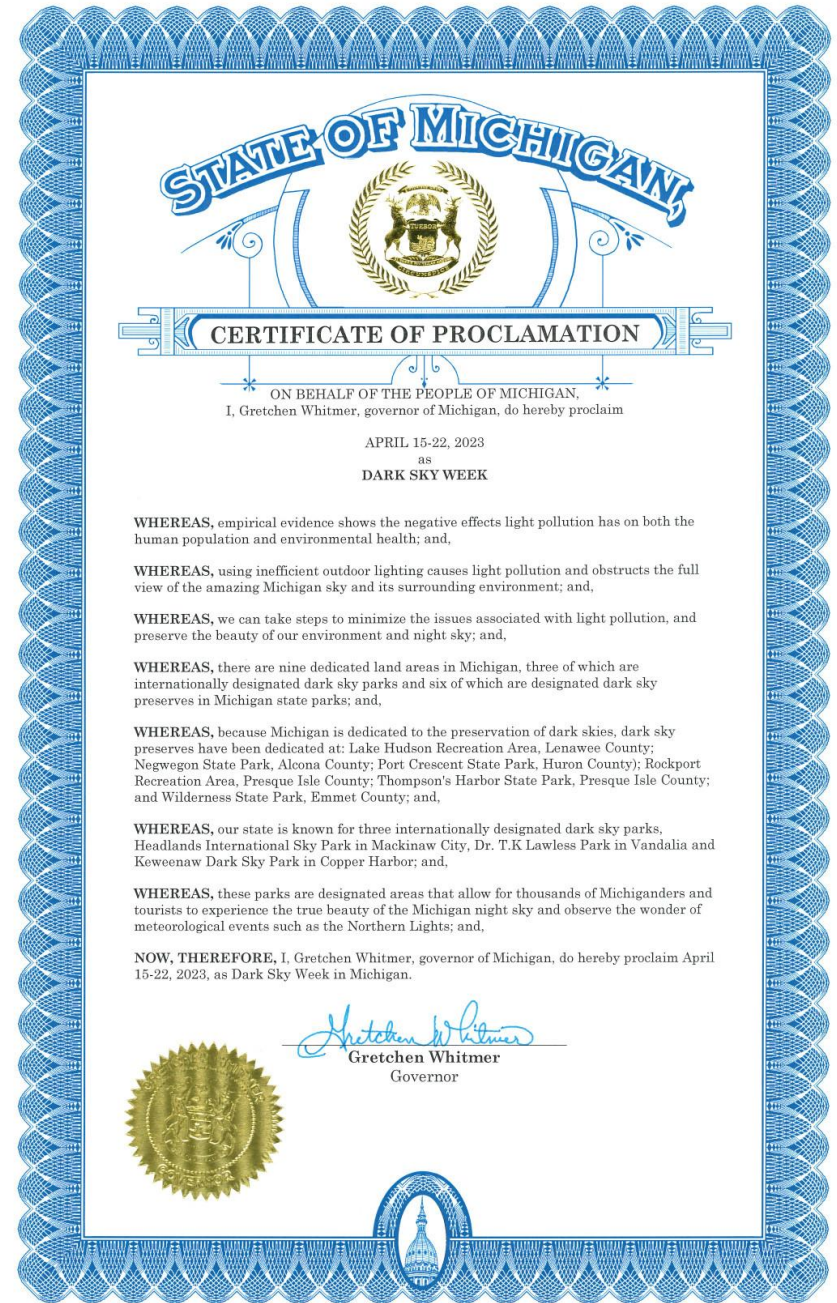 STATE OF MICHIGAN,
TUEBOR
CERTIFICATE OF PROCLAMATION
ON BEHALF OF THE PEOPLE OF MICHIGAN,
I, Gretchen Whitmer, governor of Michigan, do hereby proclaim
APRIL 15-22, 2023
as
DARK SKY WEEK
WHEREAS, empirical evidence shows the negative effects light pollution has on both the
human population and environmental health; and,
WHEREAS, using inefficient outdoor lighting causes light pollution and obstructs the full
view of the amazing Michigan sky and its surrounding environment; and,
WHEREAS, we can take steps to minimize the issues associated with light pollution, and
preserve the beauty of our environment and night sky; and,
WHEREAS, there are nine dedicated land areas in Michigan, three of which are
internationally designated dark sky parks and six of which are designated dark sky
preserves in Michigan state parks; and,
WHEREAS, because Michigan is dedicated to the preservation of dark skies, dark sky
preserves have been dedicated at: Lake Hudson Recreation Area, Lenawee County;
Negwegon State Park, Alcona County; Port Crescent State Park, Huron County); Rockport
Recreation Area, Presque Isle County; Thompson's Harbor State Park, Presque Isle County;
and Wilderness State Park, Emmet County; and,
WHEREAS, our state is known for three internationally designated dark sky parks,
Headlands International Sky Park in Mackinaw City, Dr. T.K Lawless Park in Vandalia and
Keweenaw Dark Sky Park in Copper Harbor; and,
WHEREAS, these parks are designated areas that allow for thousands of Michiganders and
tourists to experience the true beauty of the Michigan night sky and observe the wonder of
meteorological events such as the Northern Lights; and,
NOW, THEREFORE, I, Gretchen Whitmer, governor of Michigan, do hereby proclaim April
15-22, 2023, as Dark Sky Week in Michigan.
Gretchen Whitmer
Gretchen Whitmer
Governor